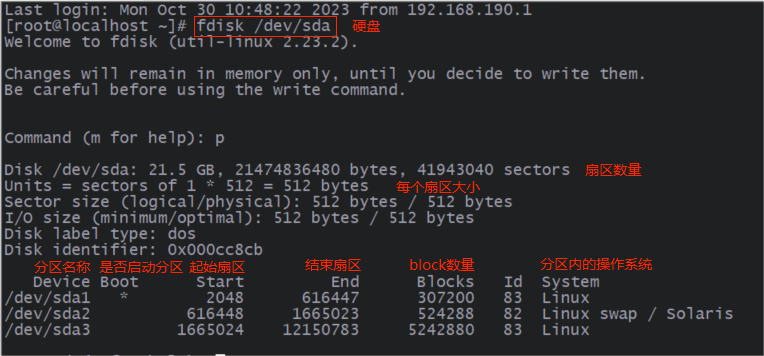 Last login: Mon Oct 30 10:48:22 2023 from 192.168.190.1
[root@localhost ~]# fdisk /dev/sda 硬盘
Welcome to fdisk (util-linux 2.23.2).
Changes will remain in memory only, until you decide to write them.
Be careful before using the write command.
Command (m for help): p
Disk /dev/sda: 21.5 GB, 21474836480 bytes, 41943040 sectors 扇区数量
Units = sectors of 1 * 512 = 512 bytes 每个扇区大小
Sector size (logical/physical): 512 bytes / 512 bytes
I/O size (minimum/optimal): 512 bytes / 512 bytes
Disk label type: dos
Disk identifier: 0x000cc8cb
分区名称 是否启动分区 起始扇区 结束扇区 block数量 分区内的操作系统
Device Boot Start End Blocks Id System
/dev/sda1 * 2048 616447 307200 83 Linux
/dev/sda2 616448 1665023 524288 82 Linux swap / Solaris
/dev/sda3 1665024 12150783 5242880 83 Linux